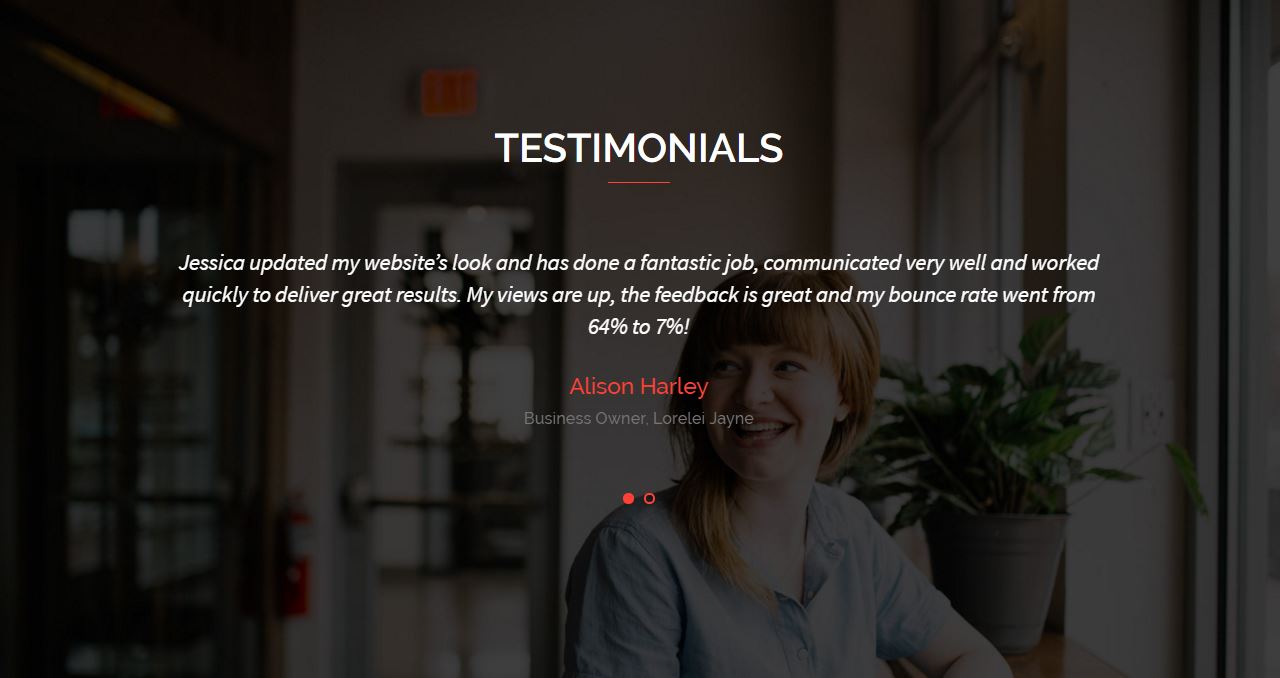 EXIT
TESTIMONIALS
Jessica updated my website’s look and has done a fantastic job, communicated very well and worked
quickly to deliver great results. My views are up, the feedback is great and my bounce rate went from
64% to 7%!
Alison Harley
Business Owner, Lorelei Jayne